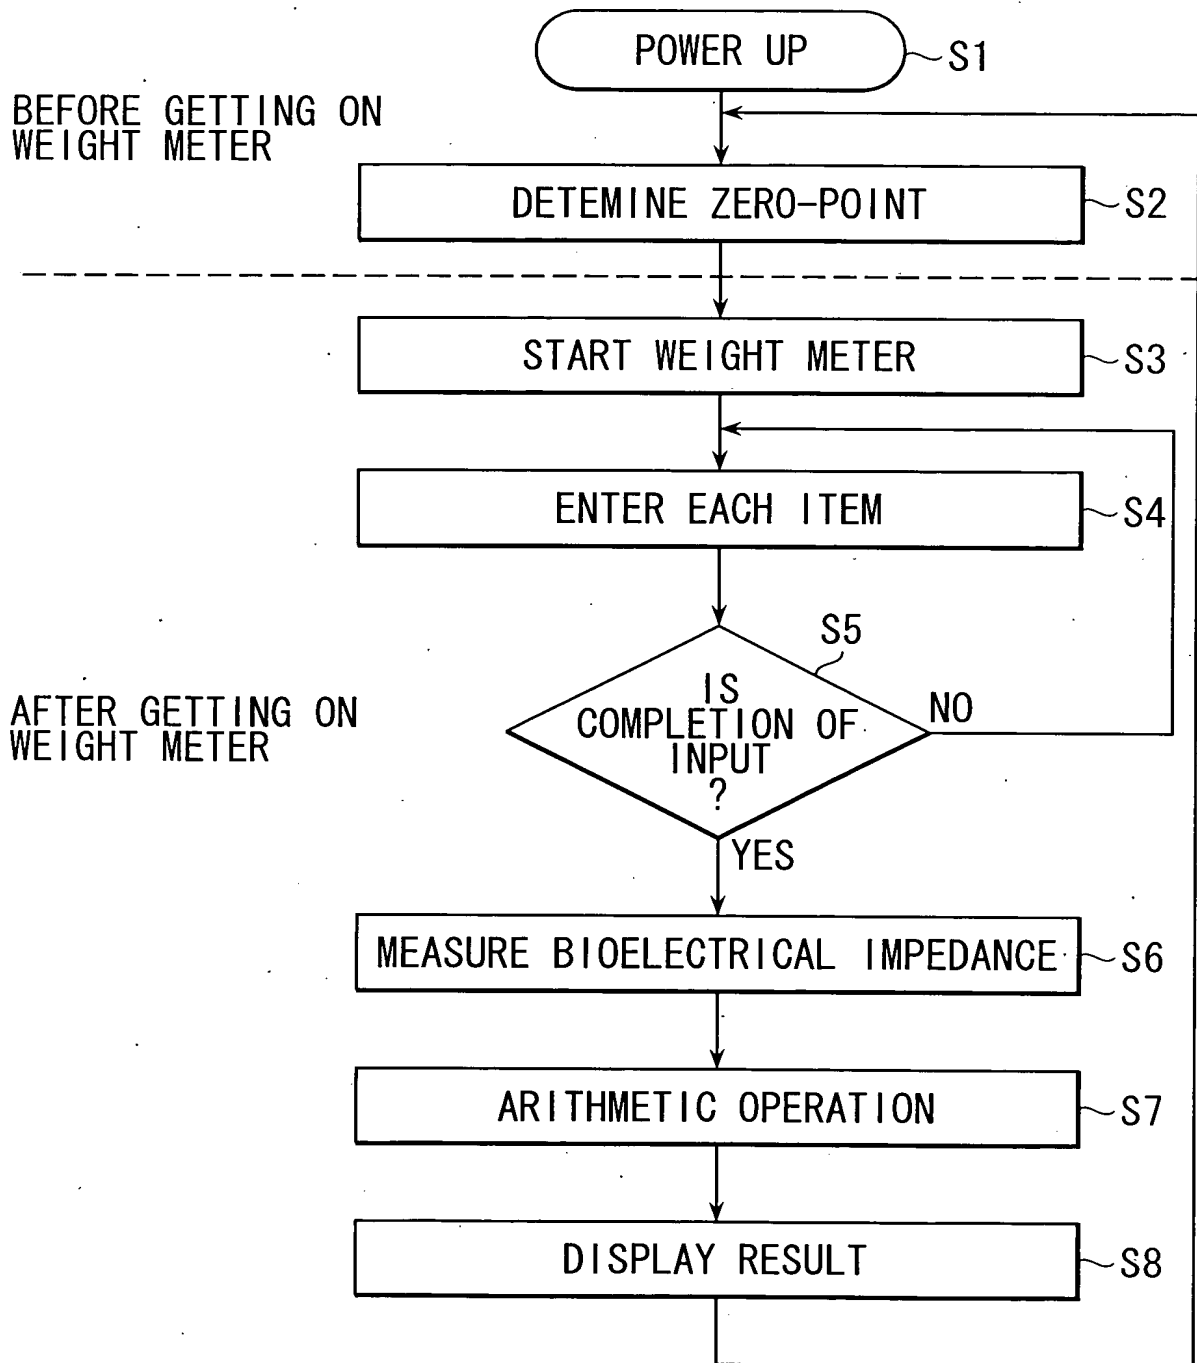 POWER UP
S1
BEFORE GETTING ON
WEIGHT METER
DETEMINE ZERO-POINT
S2
START WEIGHT METER
S3
ENTER EACH ITEM
S4
S5
IS
COMPLETION OF
INPUT
?
NO
AFTER GETTING ON
WEIGHT METER
YES
MEASURE BIOELECTRICAL IMPEDANCE
S6
ARITHMETIC OPERATION
S7
DISPLAY RESULT
S8